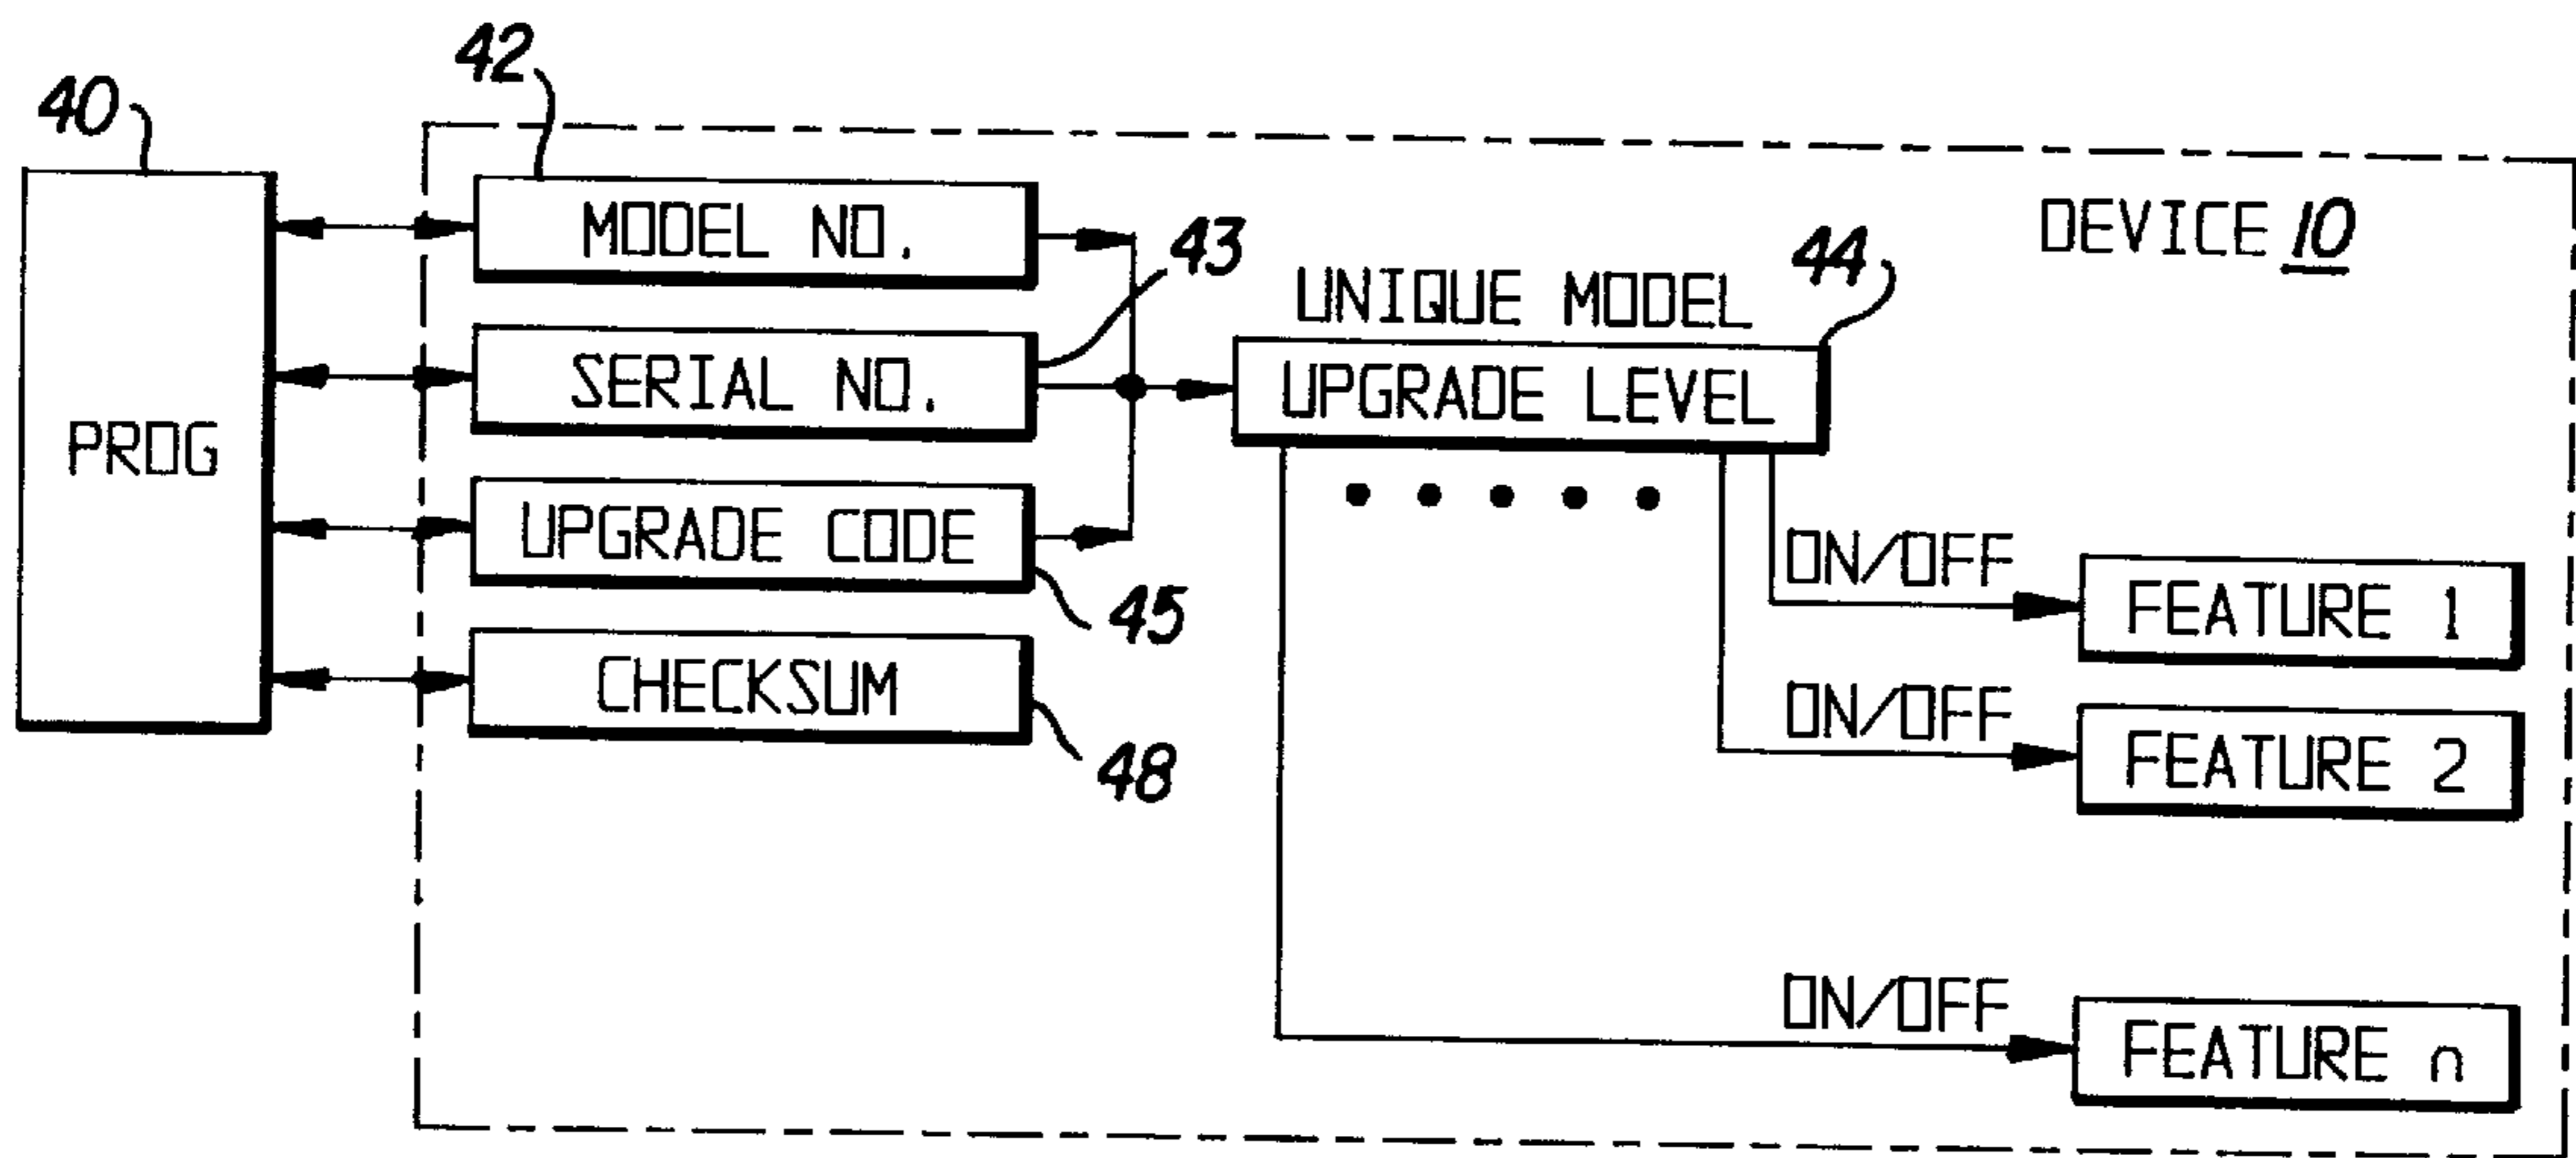 42
40
MODEL NO.
43
DEVICE 10
44
UNIQUE MODEL
SERIAL NO.
UPGRADE LEVEL
PROG
UPGRADE CODE
45
ON/OFF
FEATURE 1
CHECKSUM
48
ON/OFF
FEATURE 2
ON/OFF
FEATURE n